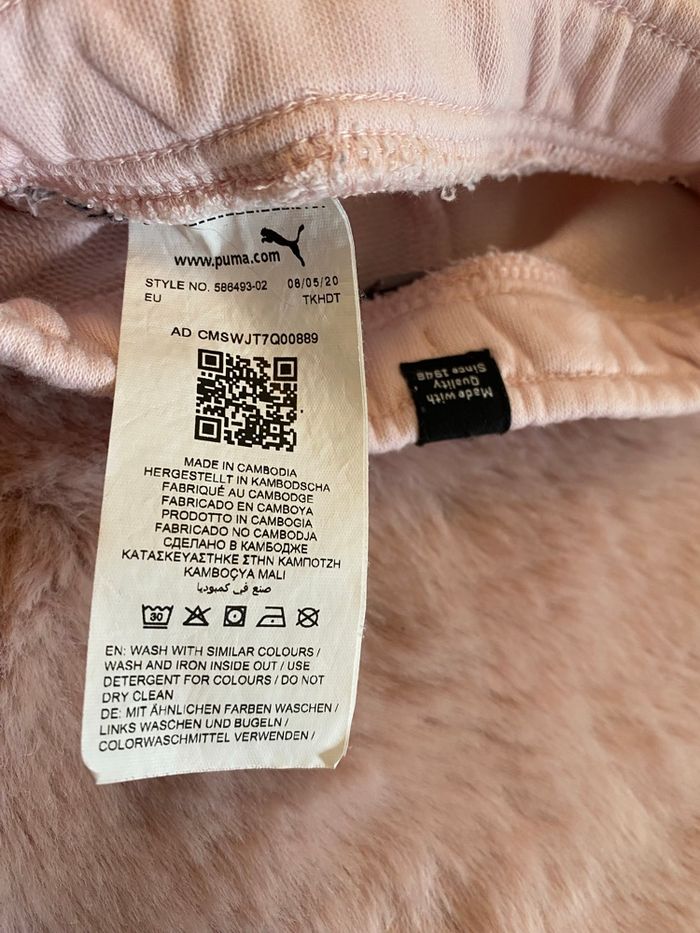 www.puma.com
STYLE NO. 586493-02 08/05/20
EU TKHDT
AD CMSWJT7Q00889
MADE IN CAMBODIA
HERGESTELLT IN KAMBODSCHA
FABRIQUÉ AU CAMBODGE
FABRICADO EN CAMBOYA
PRODOTTO IN CAMBOGIA
FABRICADO NO CAMBODJA
СДЕЛАНО В КАМБОДЖЕ
ΚΑΤΑΣΚΕΥΑΣΤΗΚΕ ΣΤΗΝ ΚΑΜΠΟΤΖΗ
KAMBOÇYA MALI
صنع في كمبوديا
30
EN: WASH WITH SIMILAR COLOURS /
WASH AND IRON INSIDE OUT / USE
DETERGENT FOR COLOURS / DO NOT
DRY CLEAN
DE: MIT ÄHNLICHEN FARBEN WASCHEN /
LINKS WASCHEN UND BUGELN /
COLORWASCHMITTEL VERWENDEN /
Made with
Quality
Since 1948